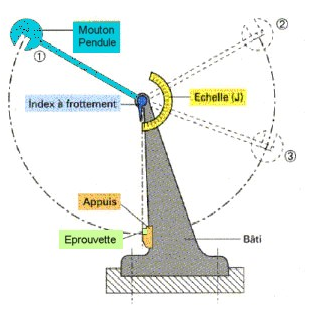 Mouton
Pendule
①
②
Index à frottement
Echelle (J)
③
Appuis
Eprouvette
Bâti